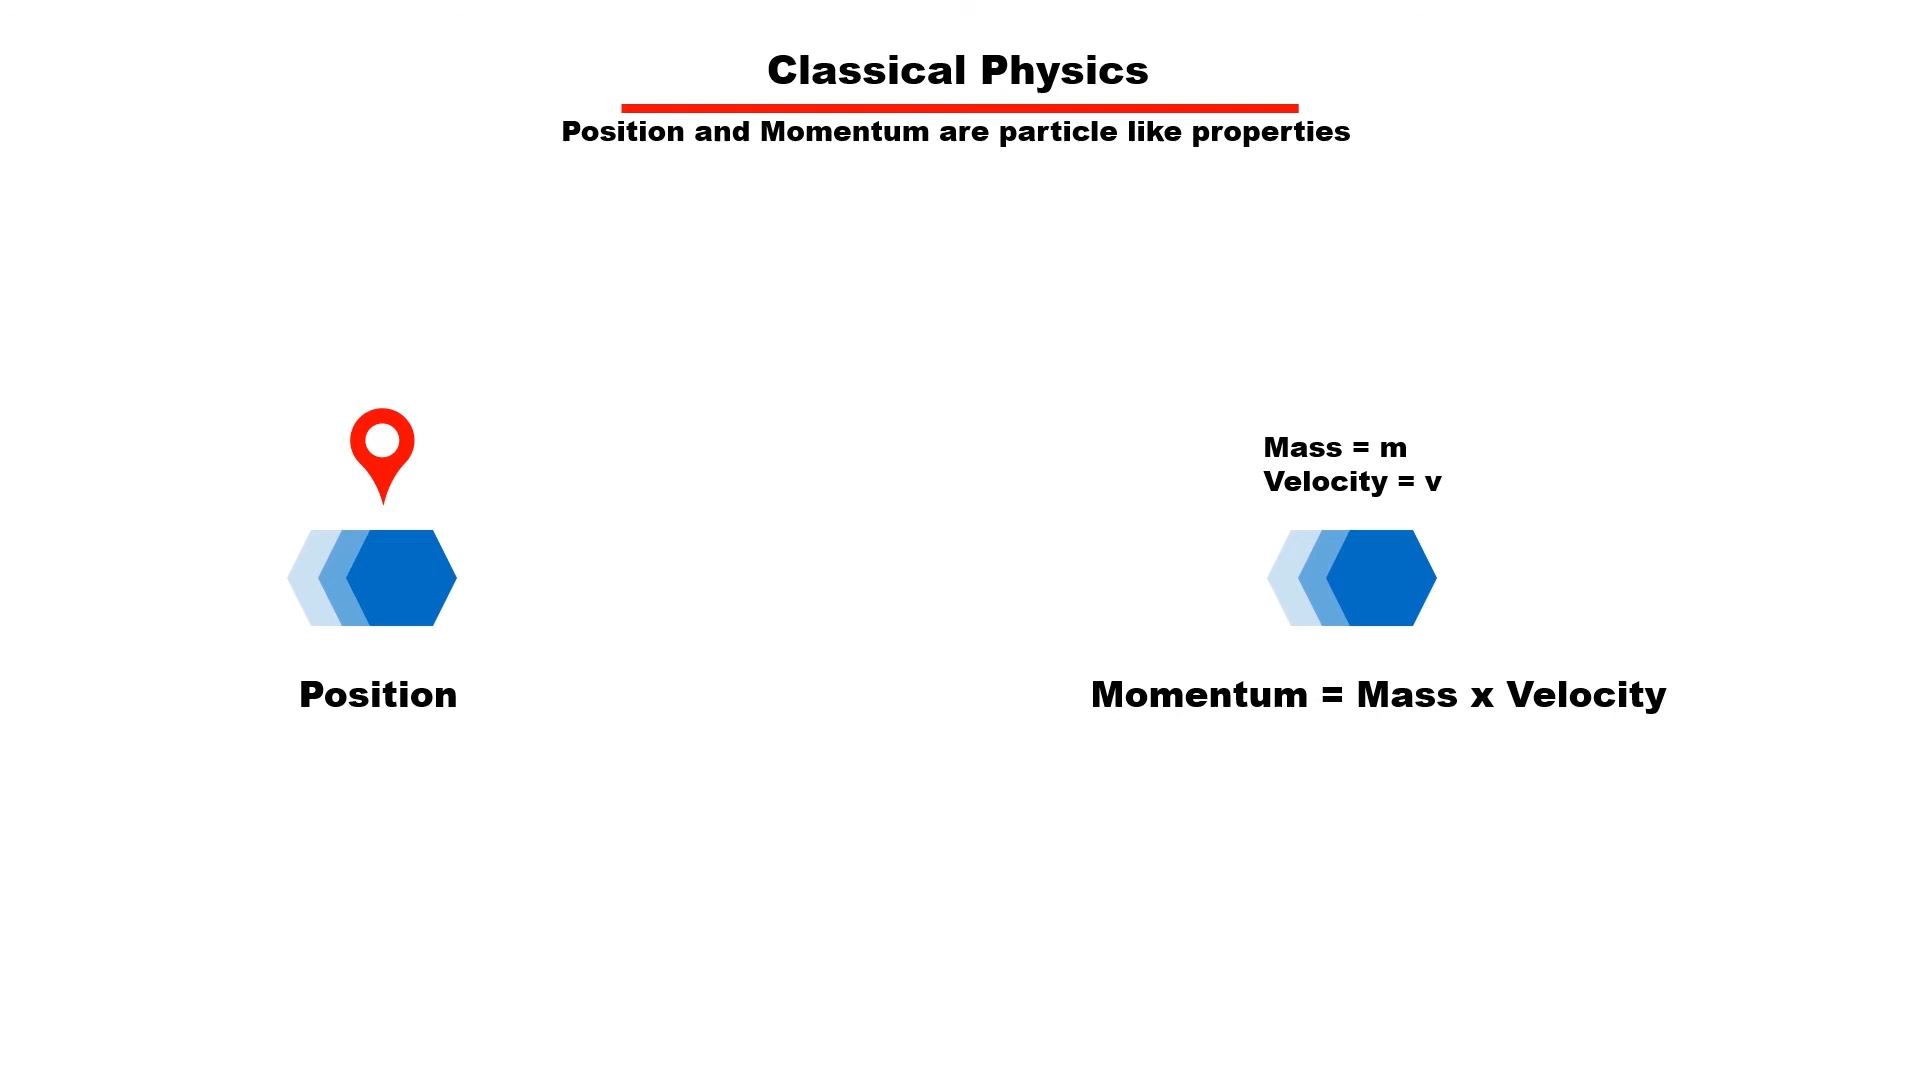 Classical Physics
Position and Momentum are particle like properties
Mass = m
Velocity = v
Position
Momentum = Mass x Velocity